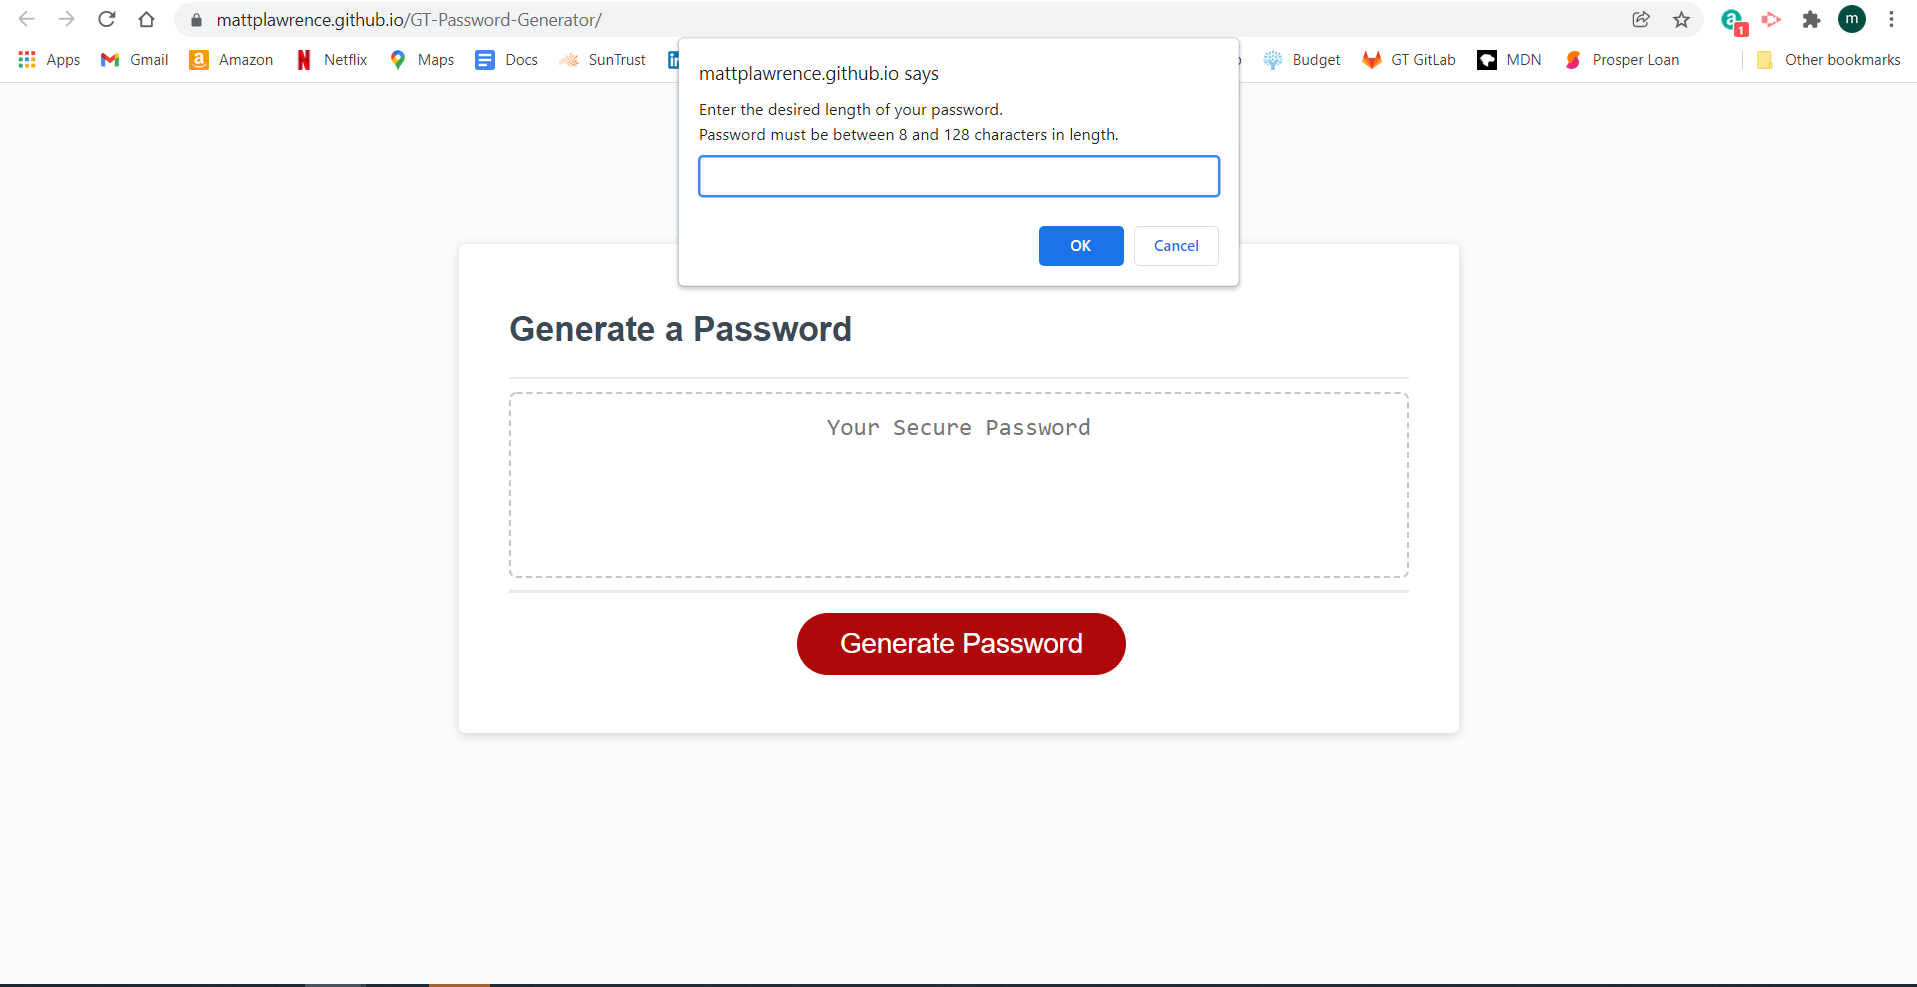 mattplawrence.github.io/GT-Password-Generator/
a
1
m
Apps
Gmail
Amazon
Netflix
Maps
Docs
SunTrust
Budget
GT GitLab
MDN
Prosper Loan
Other bookmarks
mattplawrence.github.io says
Enter the desired length of your password.
Password must be between 8 and 128 characters in length.
OK
Cancel
Generate a Password
Your Secure Password
Generate Password